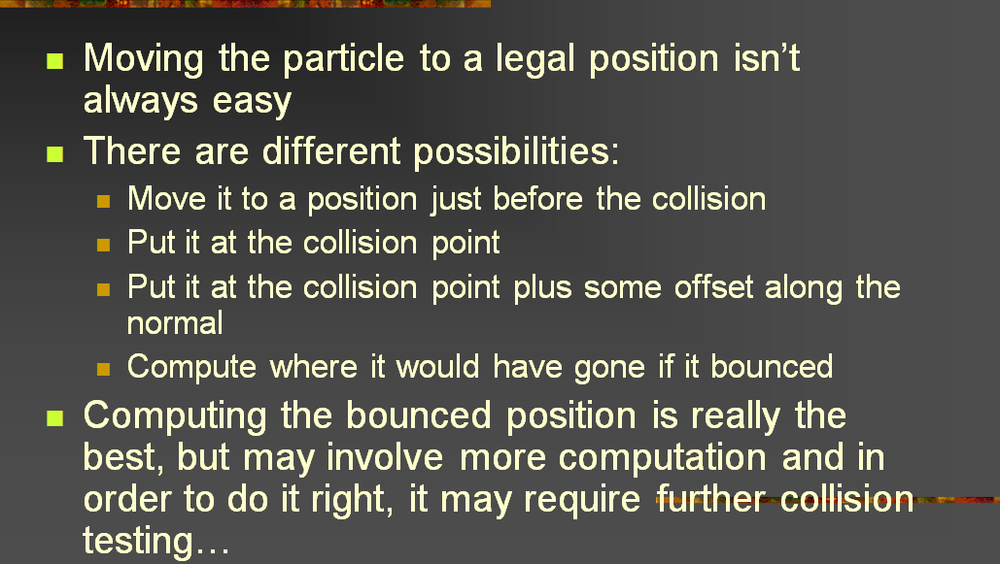 Moving the particle to a legal position isn’t
always easy
There are different possibilities:
Move it to a position just before the collision
Put it at the collision point
Put it at the collision point plus some offset along the
normal
Compute where it would have gone if it bounced
Computing the bounced position is really the
best, but may involve more computation and in
order to do it right, it may require further collision
testing…